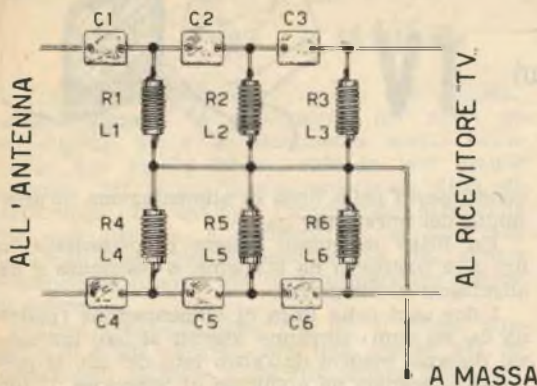 C1 C2 C3
R1 R2 R3
L1 L2 L3
ALL'ANTENNA
AL RICEVITORE "TV"
R4 R5 R6
L4 L5 L6
C4 C5 C6
A MASSA